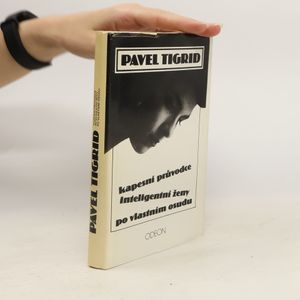 PAVEL TIGRID
kapesní průvodce
inteligentní ženy
po vlastním osudu
ODEON
PAVEL TIGRID